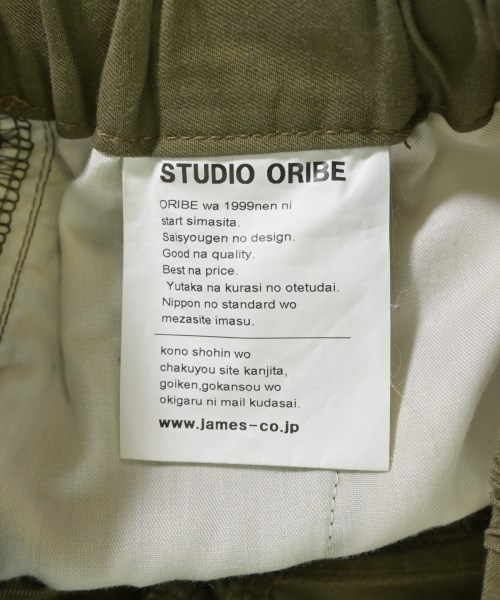 STUDIO ORIBE
ORIBE wa 1999nen ni
start simasita.
Saisyougen no design.
Good na quality.
Best na price.
Yutaka na kurasi no otetudai.
Nippon no standard wo
mezasite imasu.
kono shohin wo
chakuyou site kanjita,
goiken,gokansou wo
okigaru ni mail kudasai.
www.james-co.jp